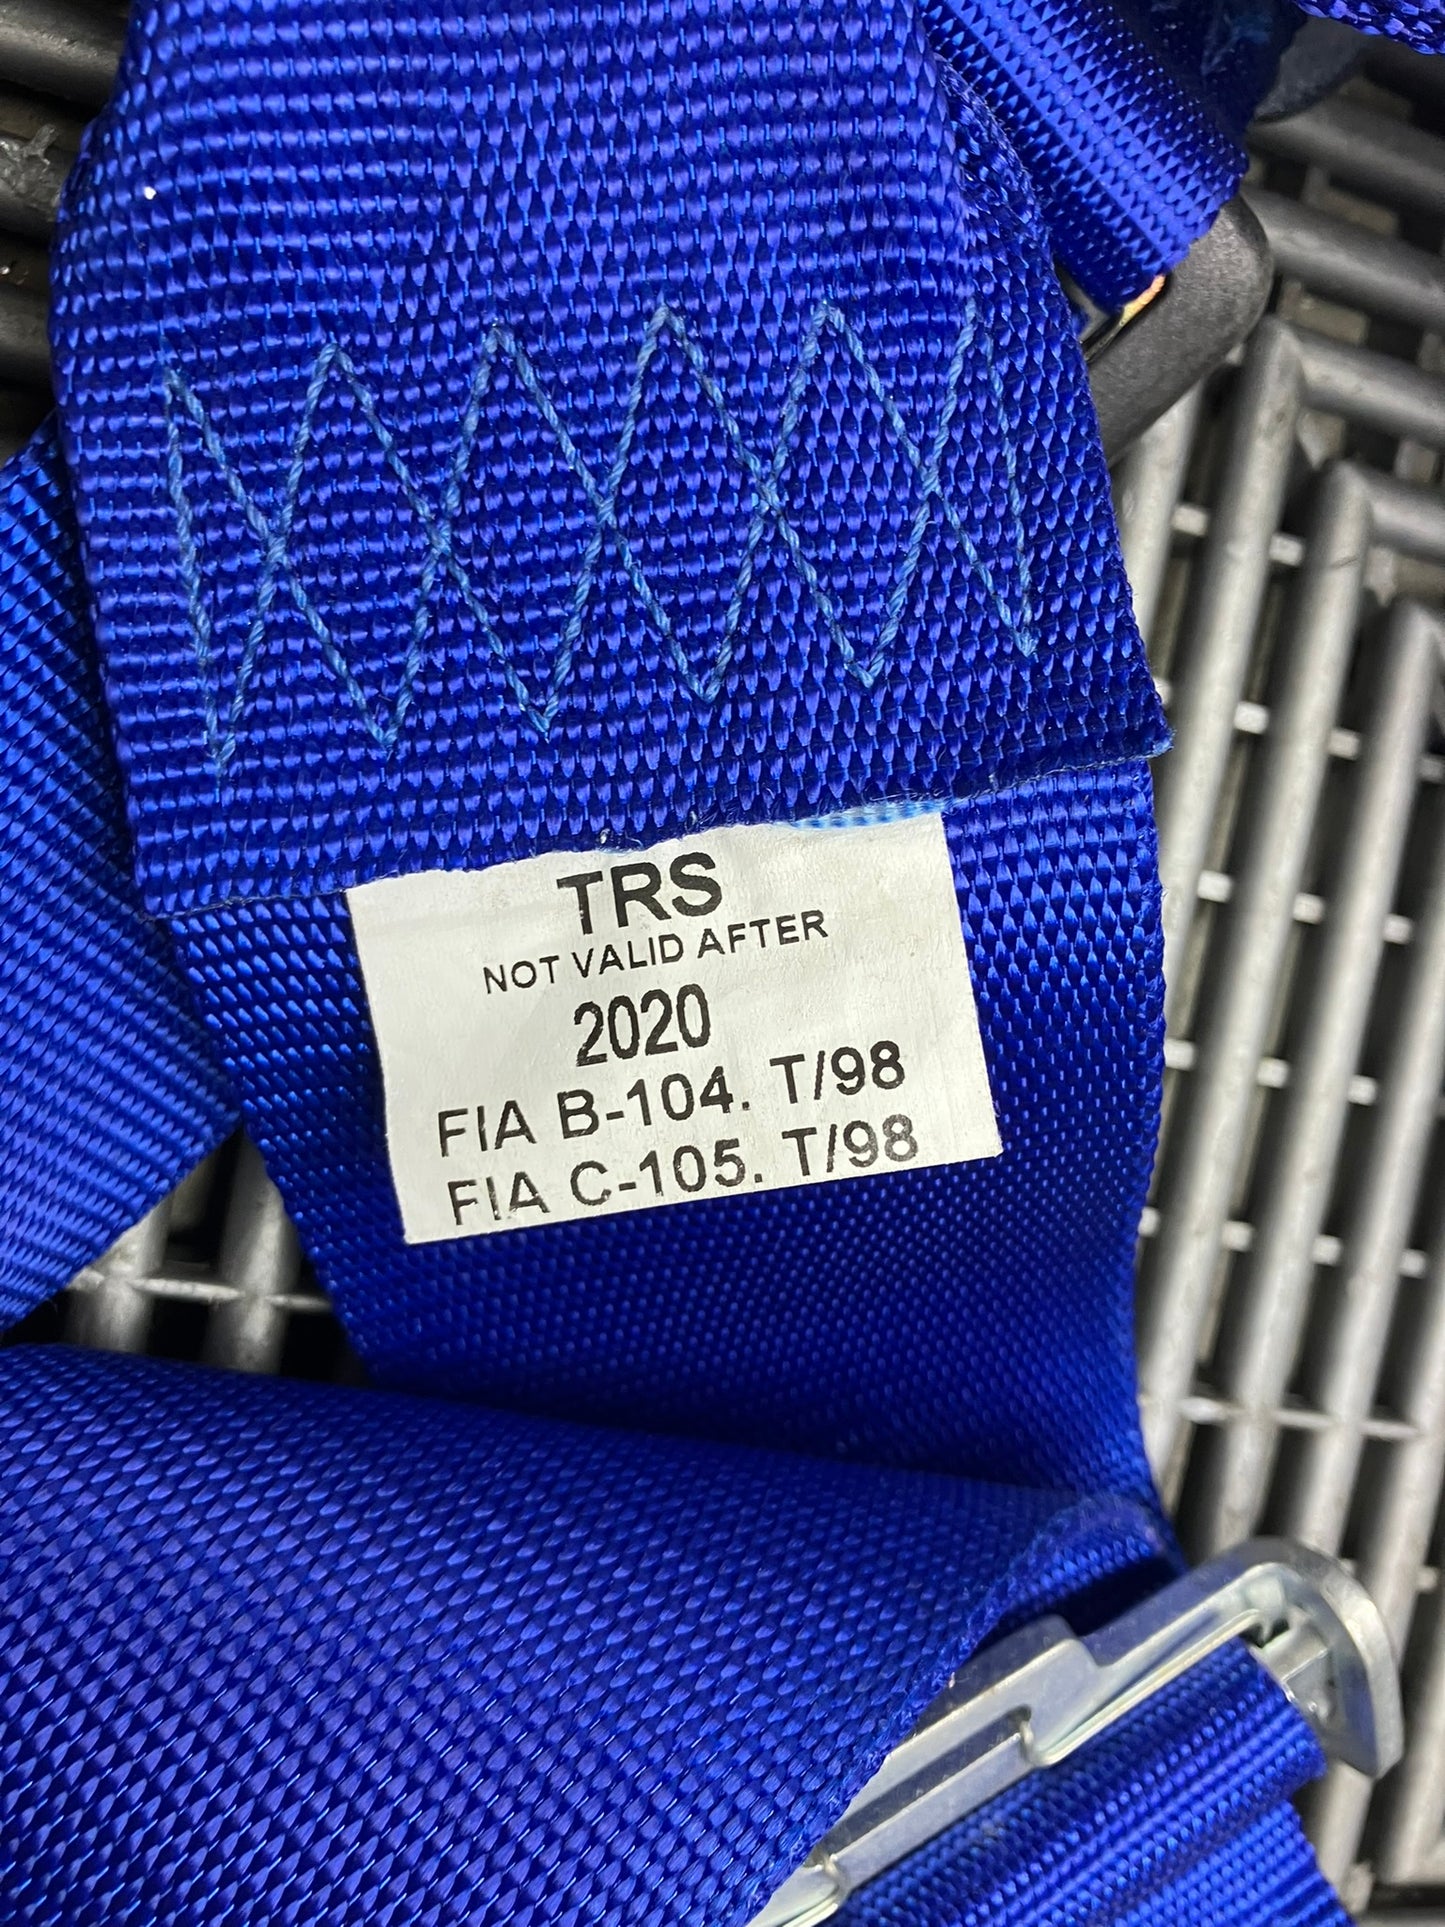 TRS
NOT VALID AFTER
2020
FIA B-104. T/98
FIA C-105. T/98